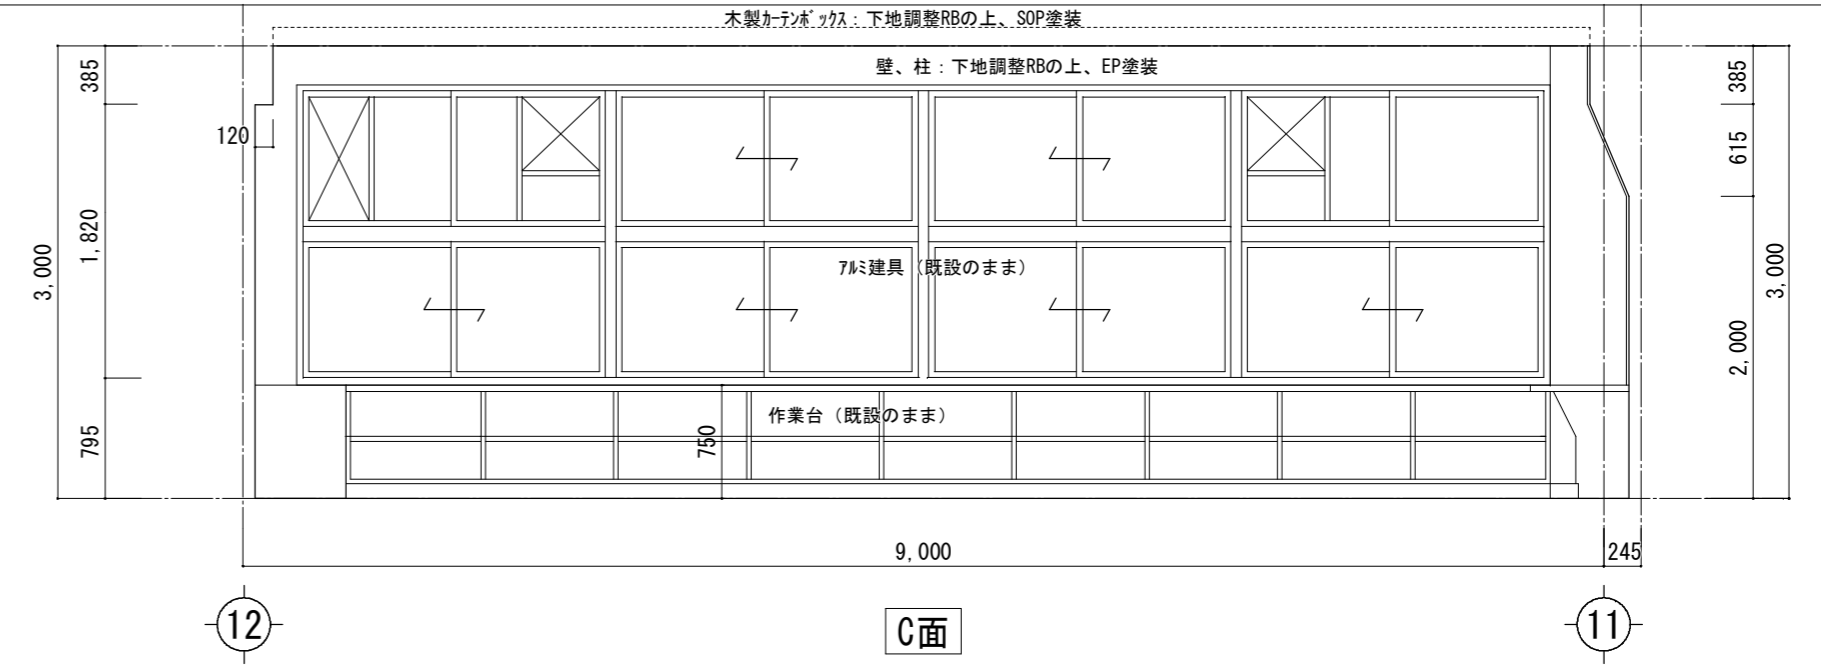 木製ｶｰﾃﾝﾎﾞｯｸｽ：下地調整RBの上、SOP塗装
壁、柱：下地調整RBの上、EP塗装
385
385
120
615
1,820
3,000
3,000
ｱﾙﾐ建具（既設のまま）
2,000
作業台（既設のまま）
795
750
9,000
245
12
C面
11